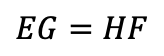 EG = HF